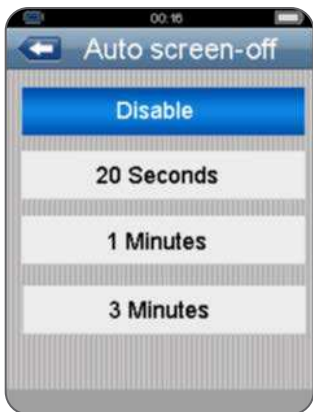 00:16
Auto screen-off
Disable
20 Seconds
1 Minutes
3 Minutes